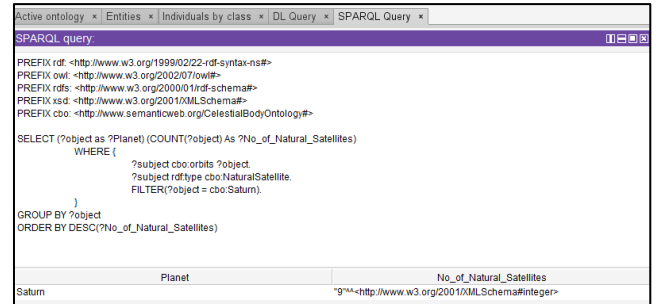 Active ontology × Entities × Individuals by class × DL Query × SPARQL Query ×
SPARQL query:
PREFIX rdf: <http://www.w3.org/1999/02/22-rdf-syntax-ns#>
PREFIX owl: <http://www.w3.org/2002/07/owl#>
PREFIX rdfs: <http://www.w3.org/2000/01/rdf-schema#>
PREFIX xsd: <http://www.w3.org/2001/XMLSchema#>
PREFIX cbo: <http://www.semanticweb.org/CelestialBodyOntology#>
SELECT (?object as ?Planet) (COUNT(?object) As ?No_of_Natural_Satellites)
WHERE {
?subject cbo:orbits ?object.
?subject rdf:type cbo:NaturalSatellite.
FILTER(?object = cbo:Saturn).
}
GROUP BY ?object
ORDER BY DESC(?No_of_Natural_Satellites)
Planet No_of_Natural_Satellites
Saturn "9"^^<http://www.w3.org/2001/XMLSchema#integer>